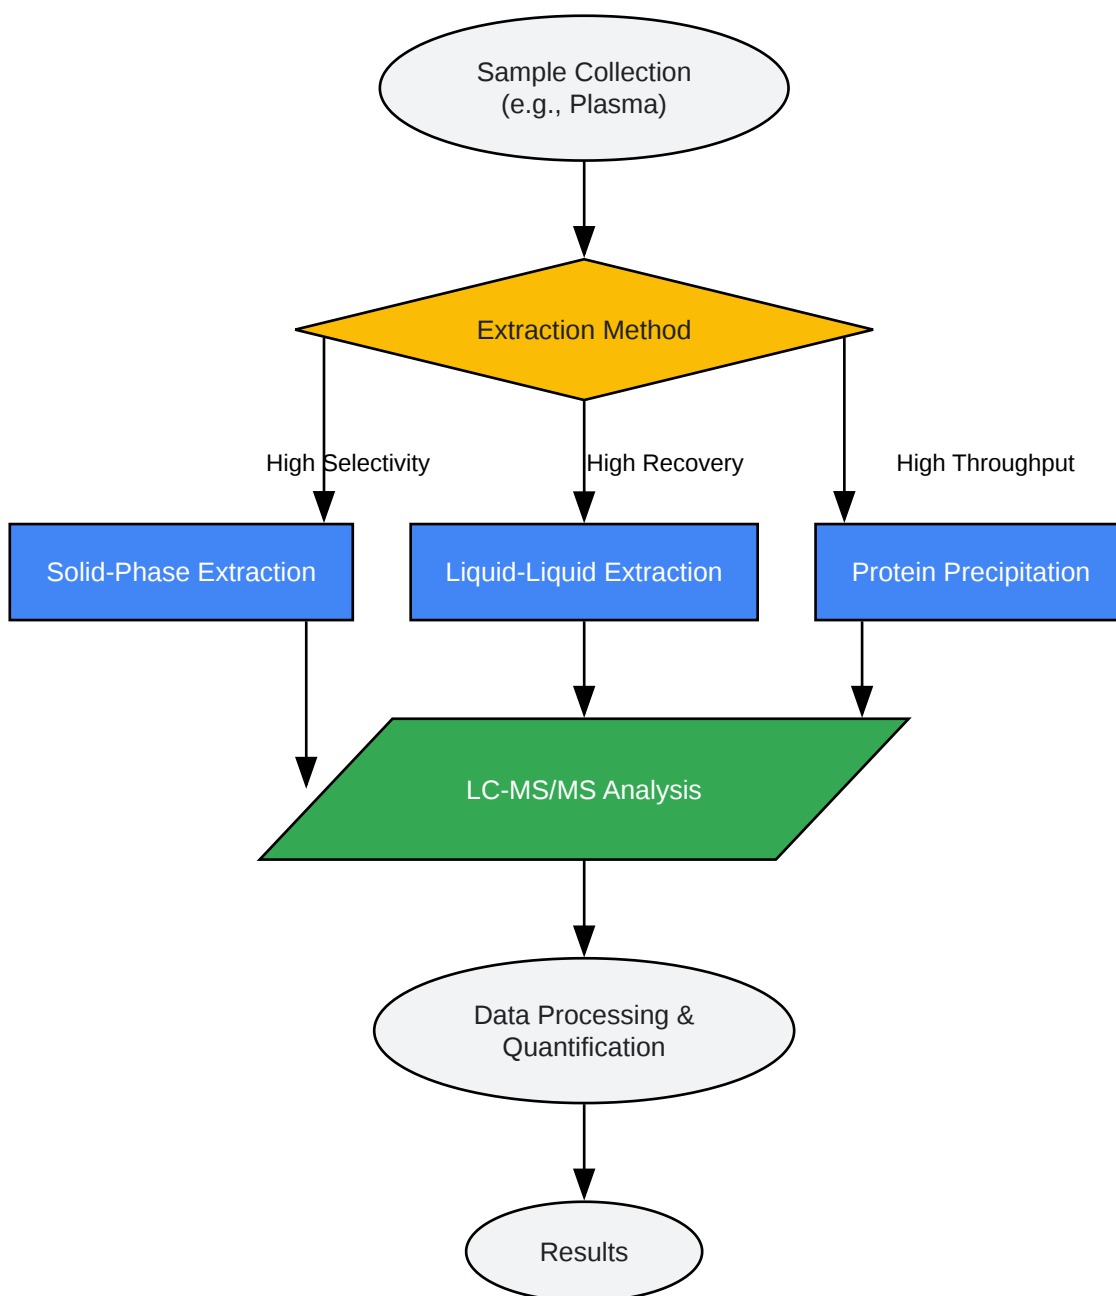 Sample Collection
(e.g., Plasma)
Extraction Method
High Selectivity
High Recovery
High Throughput
Solid-Phase Extraction
Liquid-Liquid Extraction
Protein Precipitation
LC-MS/MS Analysis
Data Processing &
Quantification
Results